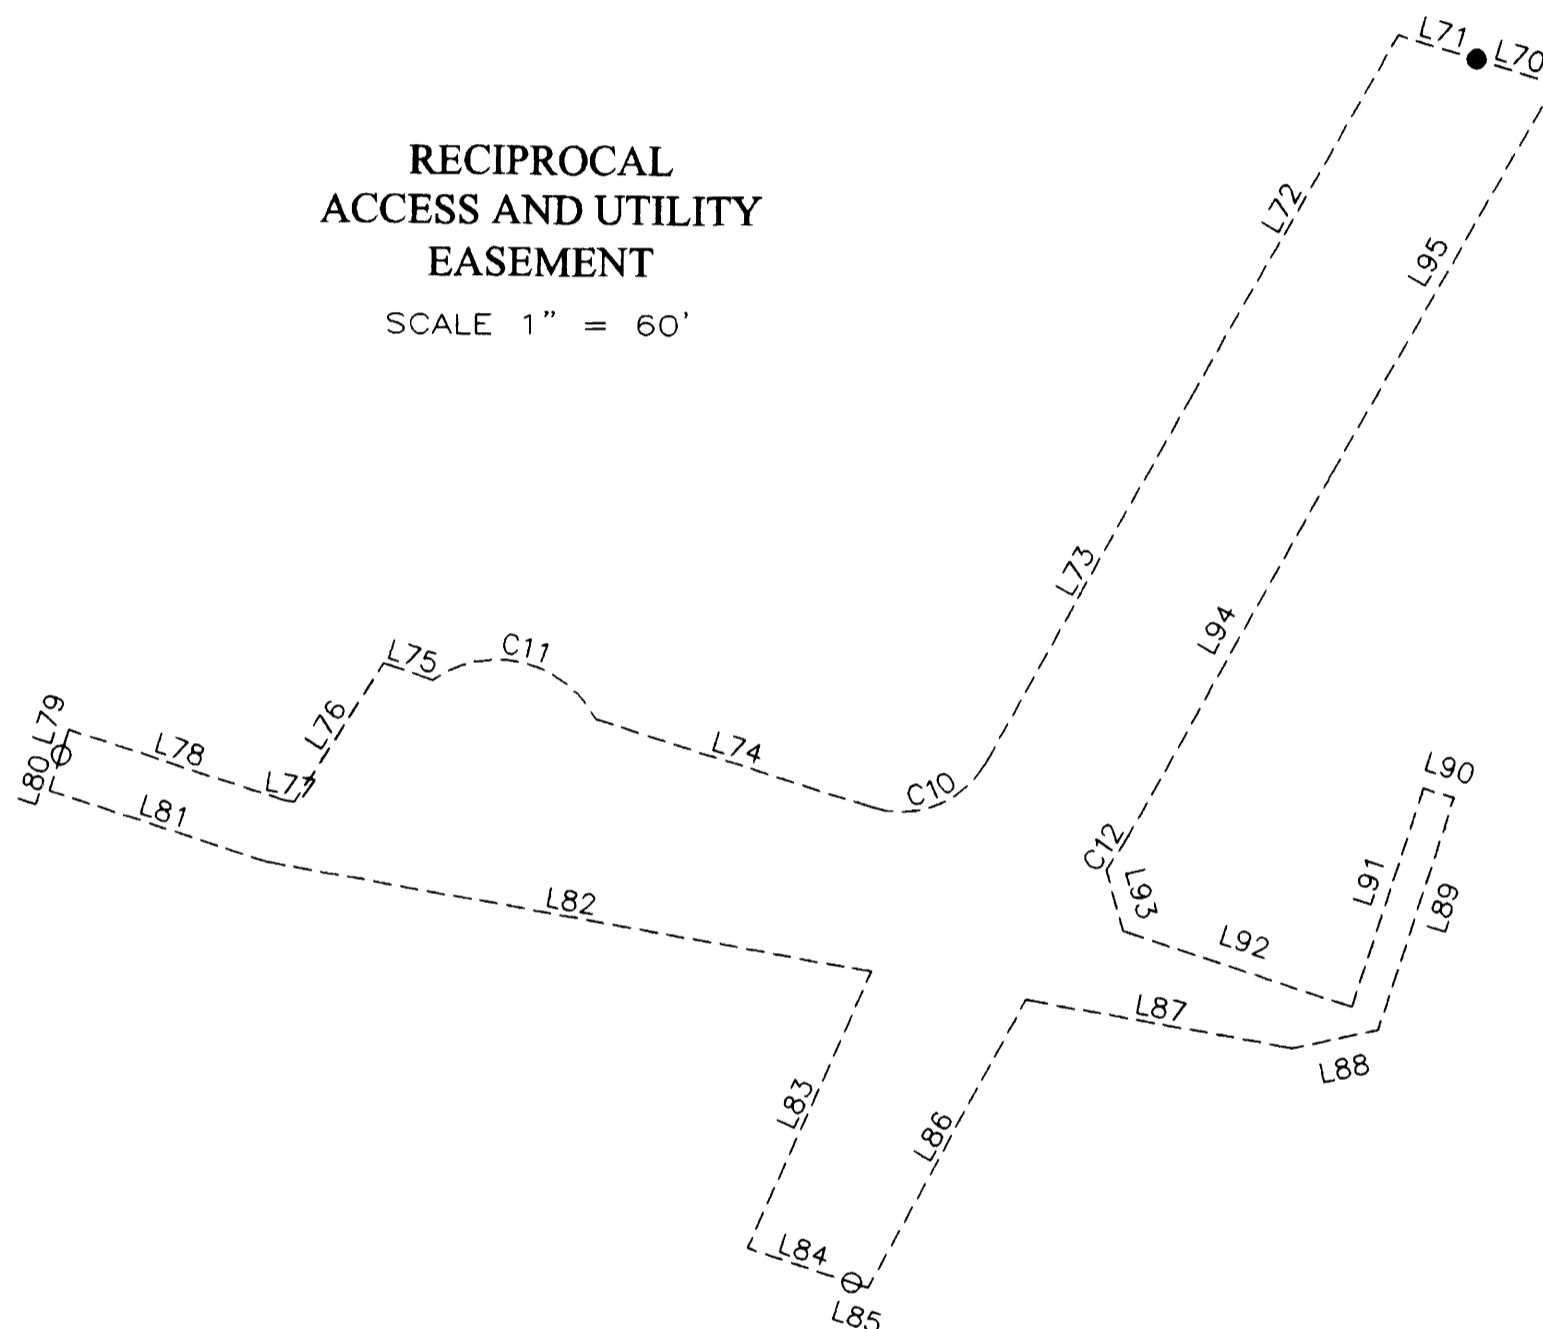 L71
L70
RECIPROCAL
ACCESS AND UTILITY
EASEMENT
SCALE 1" = 60'
L72
L95
L73
L94
C11
L75
L79
L76
L78
L74
L80
L77
C10
L81
L90
C12
L93
L91
L89
L82
L92
L87
L88
L83
L86
L84
L85